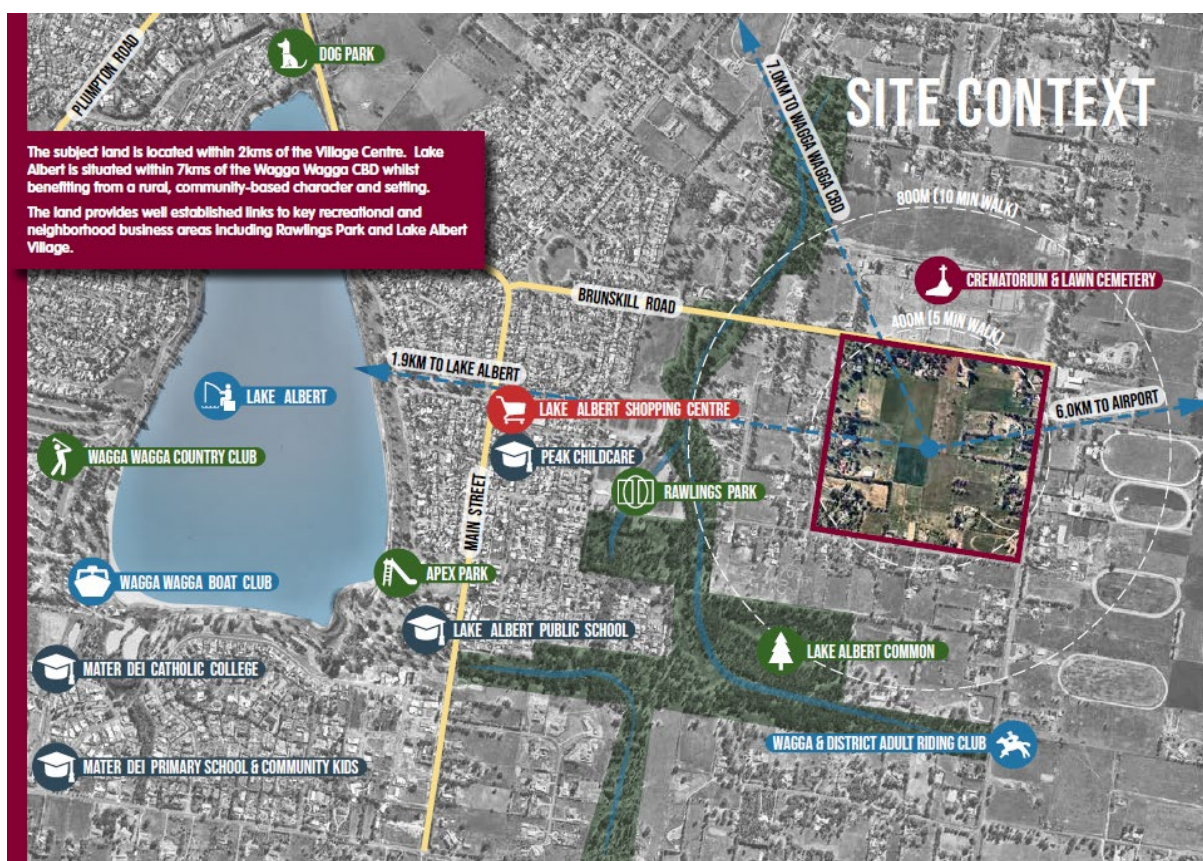 SITE CONTEXT
PLUMPTON ROAD
DOG PARK
7.0KM TO WAGGA WAGGA CBD
The subject land is located within 2kms of the Village Centre. Lake
Albert is situated within 7kms of the Wagga Wagga CBD whilst
benefiting from a rural, community-based character and setting.
The land provides well established links to key recreational and
neighborhood business areas including Rawlings Park and Lake Albert
Village.
800M (10 MIN WALK)
CREMATORIUM & LAWN CEMETERY
BRUNSKILL ROAD
400M (5 MIN WALK)
1.9KM TO LAKE ALBERT
LAKE ALBERT
LAKE ALBERT SHOPPING CENTRE
6.0KM TO AIRPORT
WAGGA WAGGA COUNTRY CLUB
PE4K CHILDCARE
RAWLINGS PARK
MAIN STREET
WAGGA WAGGA BOAT CLUB
APEX PARK
LAKE ALBERT PUBLIC SCHOOL
LAKE ALBERT COMMON
MATER DEI CATHOLIC COLLEGE
WAGGA & DISTRICT ADULT RIDING CLUB
MATER DEI PRIMARY SCHOOL & COMMUNITY KIDS